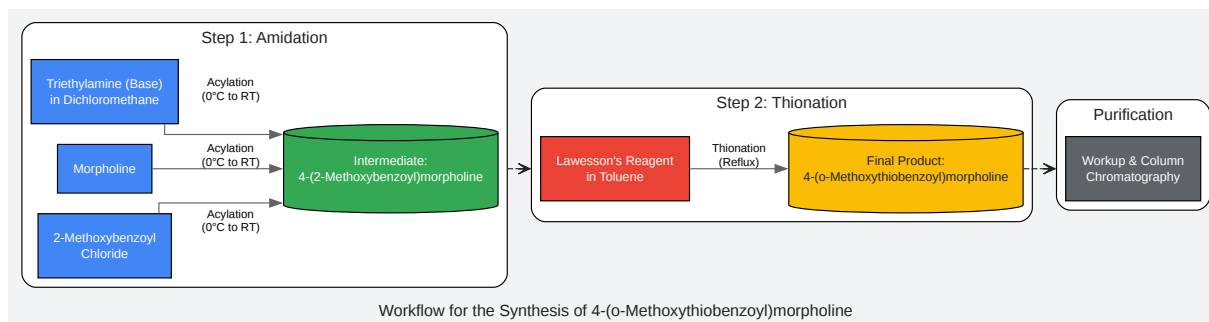 Step 1: Amidation
Triethylamine (Base)
in Dichloromethane
Acylation
(0°C to RT)
Morpholine
Acylation
(0°C to RT)
2-Methoxybenzoyl
Chloride
Acylation
(0°C to RT)
Intermediate:
4-(2-Methoxybenzoyl)morpholine
Step 2: Thionation
Lawesson's Reagent
in Toluene
Thionation
(Reflux)
Final Product:
4-(o-Methoxythiobenzoyl)morpholine
Purification
Workup & Column
Chromatography
Workflow for the Synthesis of 4-(o-Methoxythiobenzoyl)morpholine